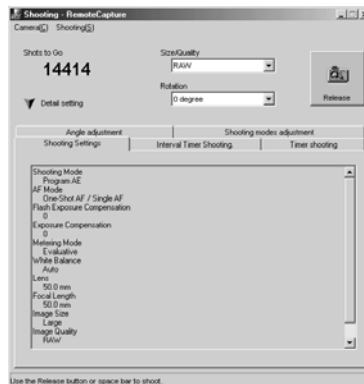 Shooting - RemoteCapture
Camera(C) Shooting(S)
Shots to Go
14414
Size/Quality
RAW
Rotation
0 degree
Release
Detail setting
Angle adjustment
Shooting modes adjustment
Shooting Settings
Interval Timer Shooting.
Timer shooting
Shooting Mode
Program AE
AF Mode
One-Shot AF / Single AF
Flash Exposure Compensation
0
Exposure Compensation
0
Metering Mode
Evaluative
White Balance
Auto
Lens
50.0 mm
Focal Length
50.0 mm
Image Size
Large
Image Quality
RAW
Use the Release button or space bar to shoot.